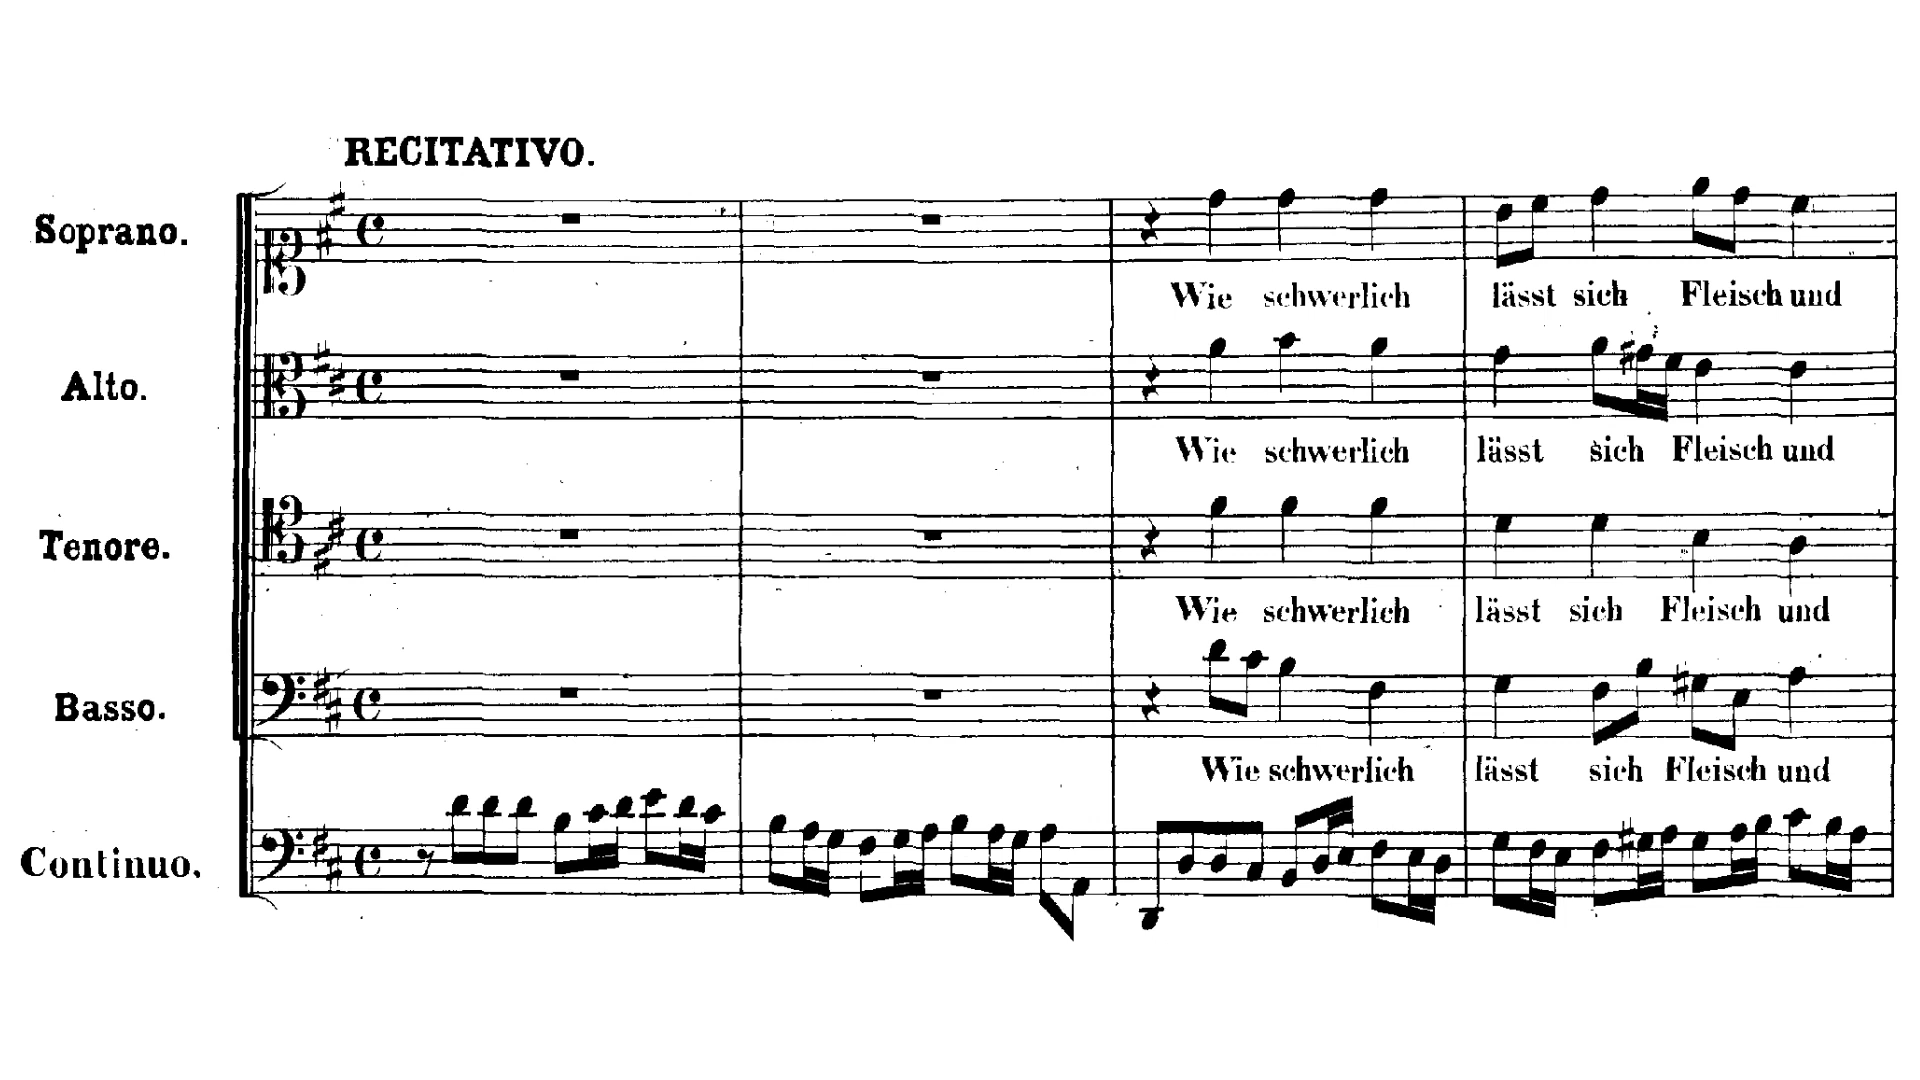 RECITATIVO.
Soprano.
Wie schwerlich lässt sich Fleisch und
Alto.
Wie schwerlich lässt sich Fleisch und
Tenore.
Wie schwerlich lässt sich Fleisch und
Basso.
Wie schwerlich lässt sich Fleisch und
Continuo.